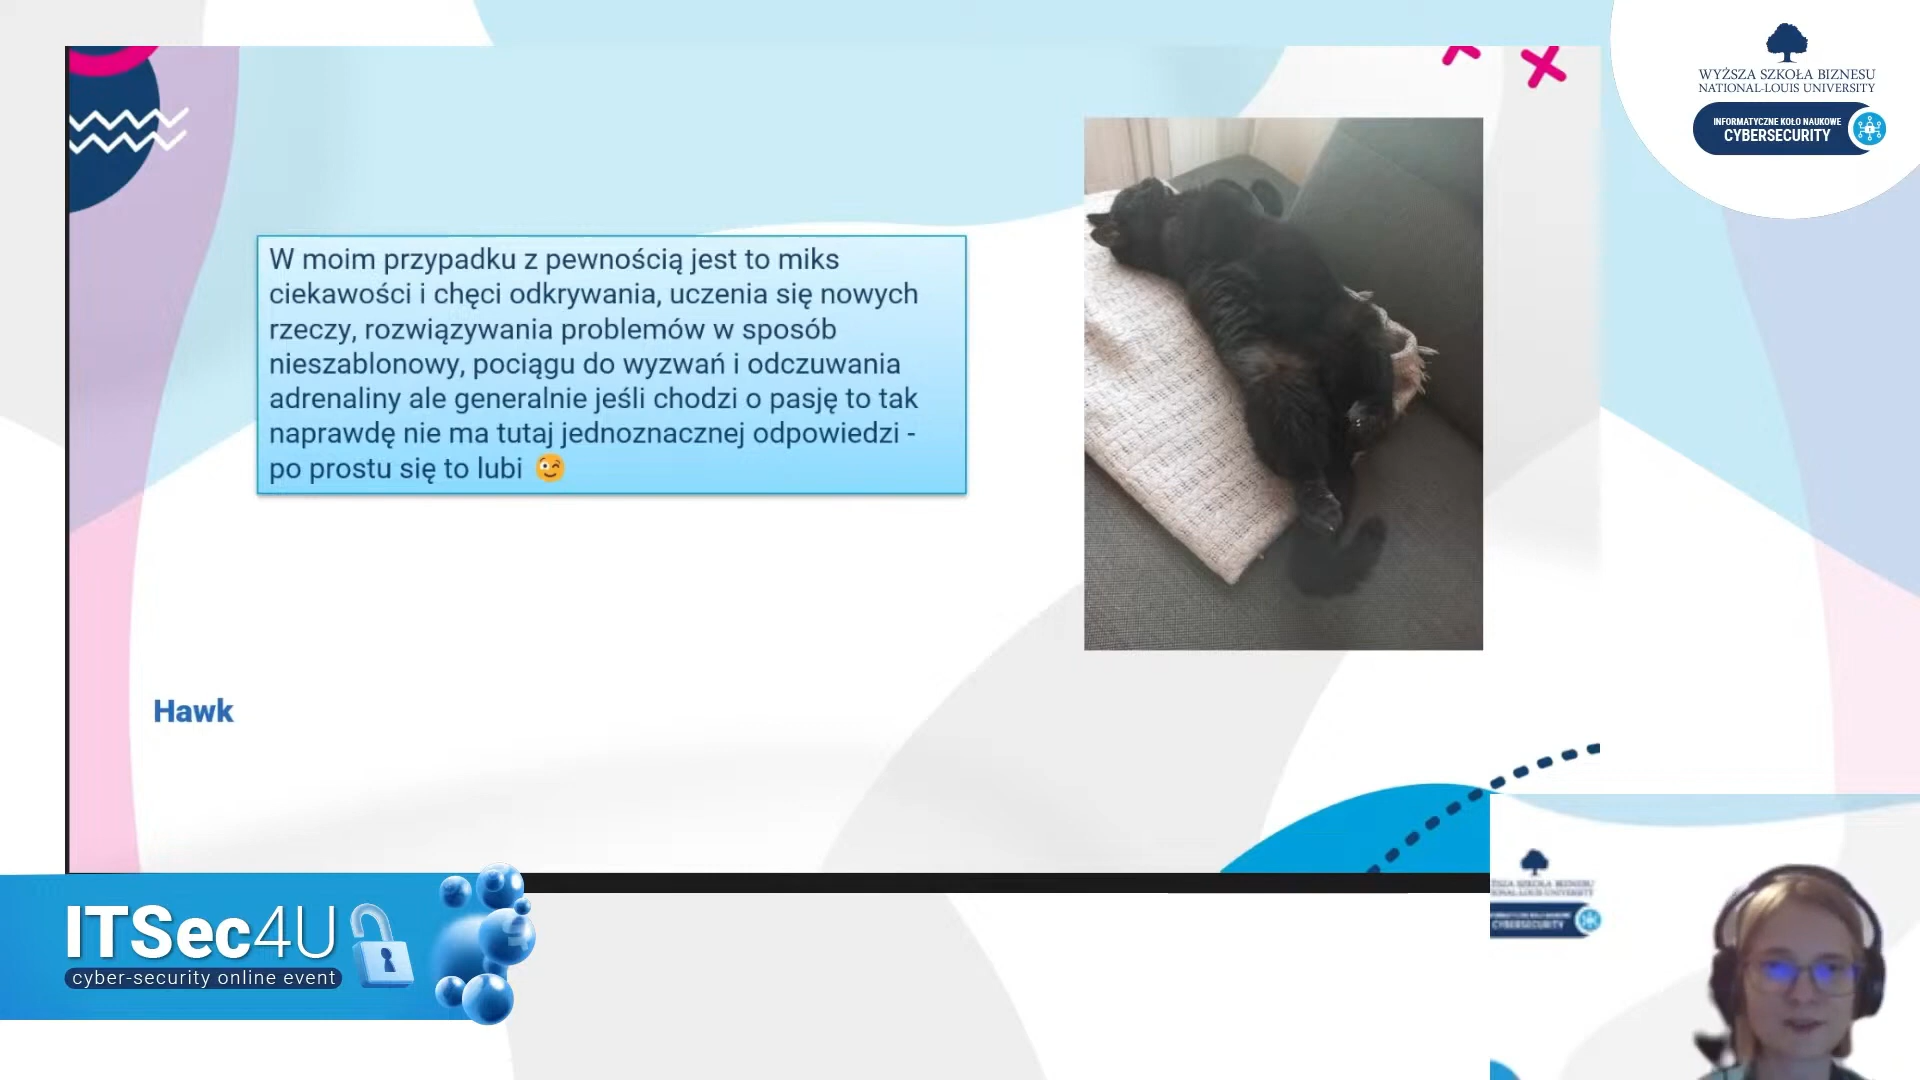 WYŻSZA SZKOŁA BIZNESU
NATIONAL-LOUIS UNIVERSITY
INFORMATYCZNE KOŁO NAUKOWE
CYBERSECURITY
W moim przypadku z pewnością jest to miks
ciekawości i chęci odkrywania, uczenia się nowych
rzeczy, rozwiązywania problemów w sposób
nieszablonowy, pociągu do wyzwań i odczuwania
adrenaliny ale generalnie jeśli chodzi o pasję to tak
naprawdę nie ma tutaj jednoznacznej odpowiedzi -
po prostu się to lubi 😉
Hawk
ITSec4U
cyber-security online event
CYBERSECURITY